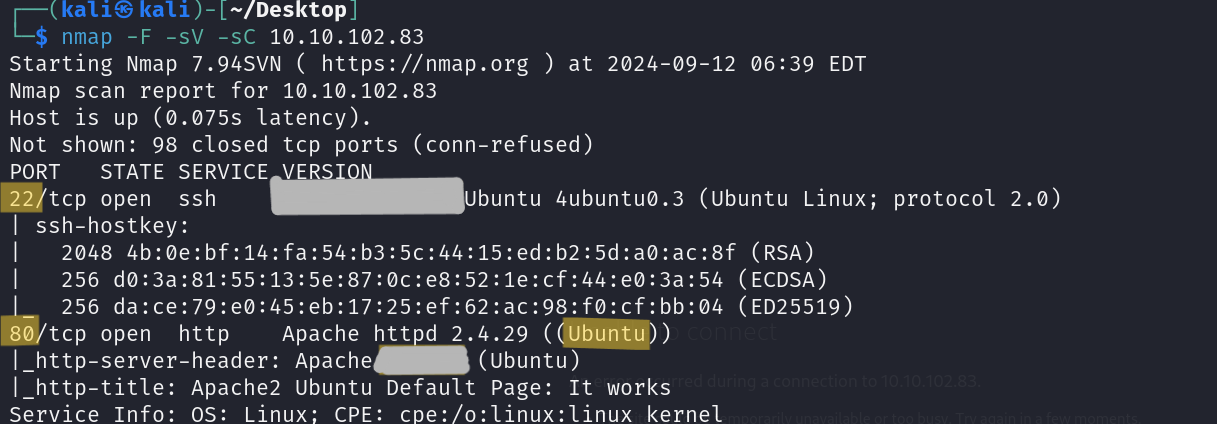 ┌──(kali㉿kali)-[~/Desktop]
└─$ nmap -F -sV -sC 10.10.102.83
Starting Nmap 7.94SVN ( https://nmap.org ) at 2024-09-12 06:39 EDT
Nmap scan report for 10.10.102.83
Host is up (0.075s latency).
Not shown: 98 closed tcp ports (conn-refused)
PORT   STATE SERVICE VERSION
22/tcp open  ssh     Ubuntu 4ubuntu0.3 (Ubuntu Linux; protocol 2.0)
| ssh-hostkey:
|   2048 4b:0e:bf:14:fa:54:b3:5c:44:15:ed:b2:5d:a0:ac:8f (RSA)
|   256 d0:3a:81:55:13:5e:87:0c:e8:52:1e:cf:44:e0:3a:54 (ECDSA)
|_  256 da:ce:79:e0:45:eb:17:25:ef:62:ac:98:f0:cf:bb:04 (ED25519)
80/tcp open  http    Apache httpd 2.4.29 ((Ubuntu))
connect
|_http-server-header: Apache (Ubuntu)
|_http-title: Apache2 Ubuntu Default Page: It works
rred during a connection to 10.10.102.83.
Service Info: OS: Linux; CPE: cpe:/o:linux:linux_kernel
emporarily unavailable or too busy. Try again in a few moments.